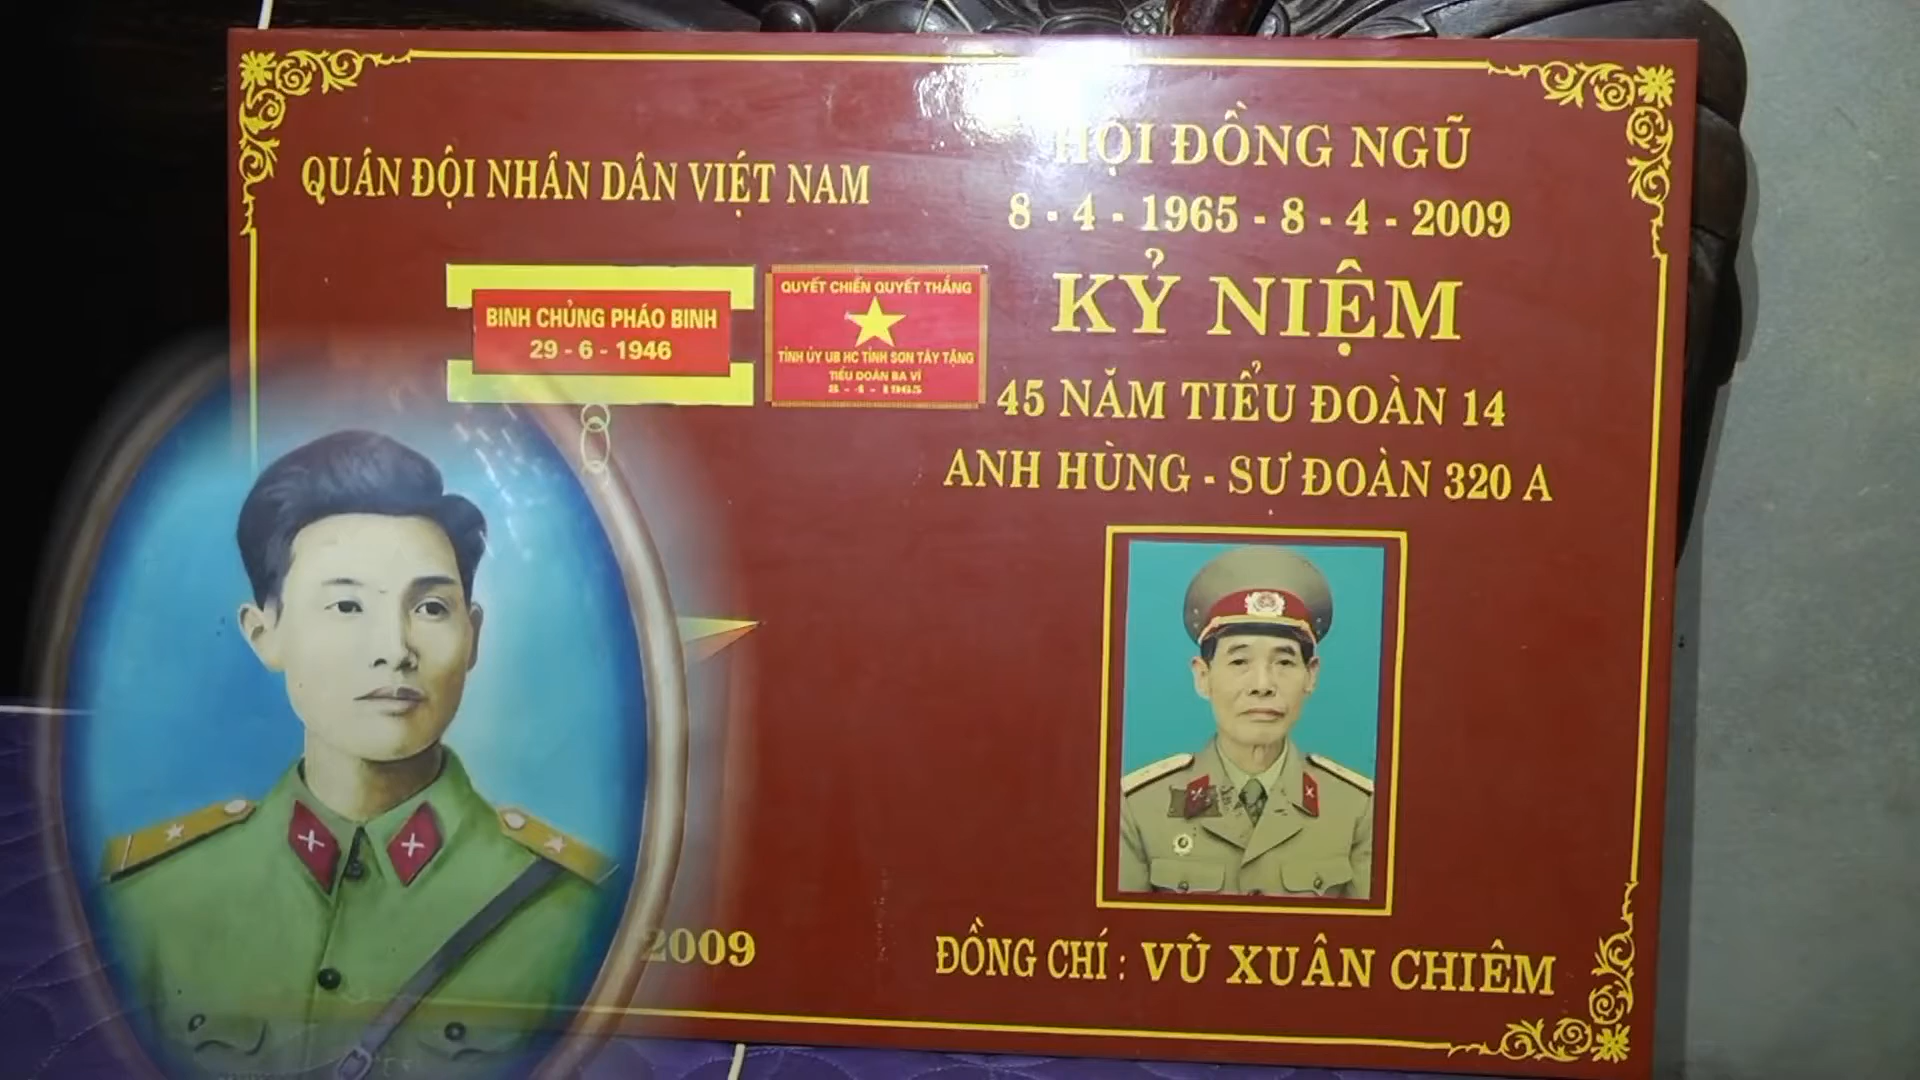 QUÂN ĐỘI NHÂN DÂN VIỆT NAM
BINH CHỦNG PHÁO BINH
29 - 6 - 1946
QUYẾT CHIẾN QUYẾT THẮNG
TỈNH ỦY UB HC TỈNH SƠN TÂY TẶNG
TIỂU ĐOÀN BA VÌ
8 - 4 - 1965
2009
HỘI ĐỒNG NGŨ
8 - 4 - 1965 - 8 - 4 - 2009
KỶ NIỆM
45 NĂM TIỂU ĐOÀN 14
ANH HÙNG - SƯ ĐOÀN 320 A
ĐỒNG CHÍ : VŨ XUÂN CHIÊM